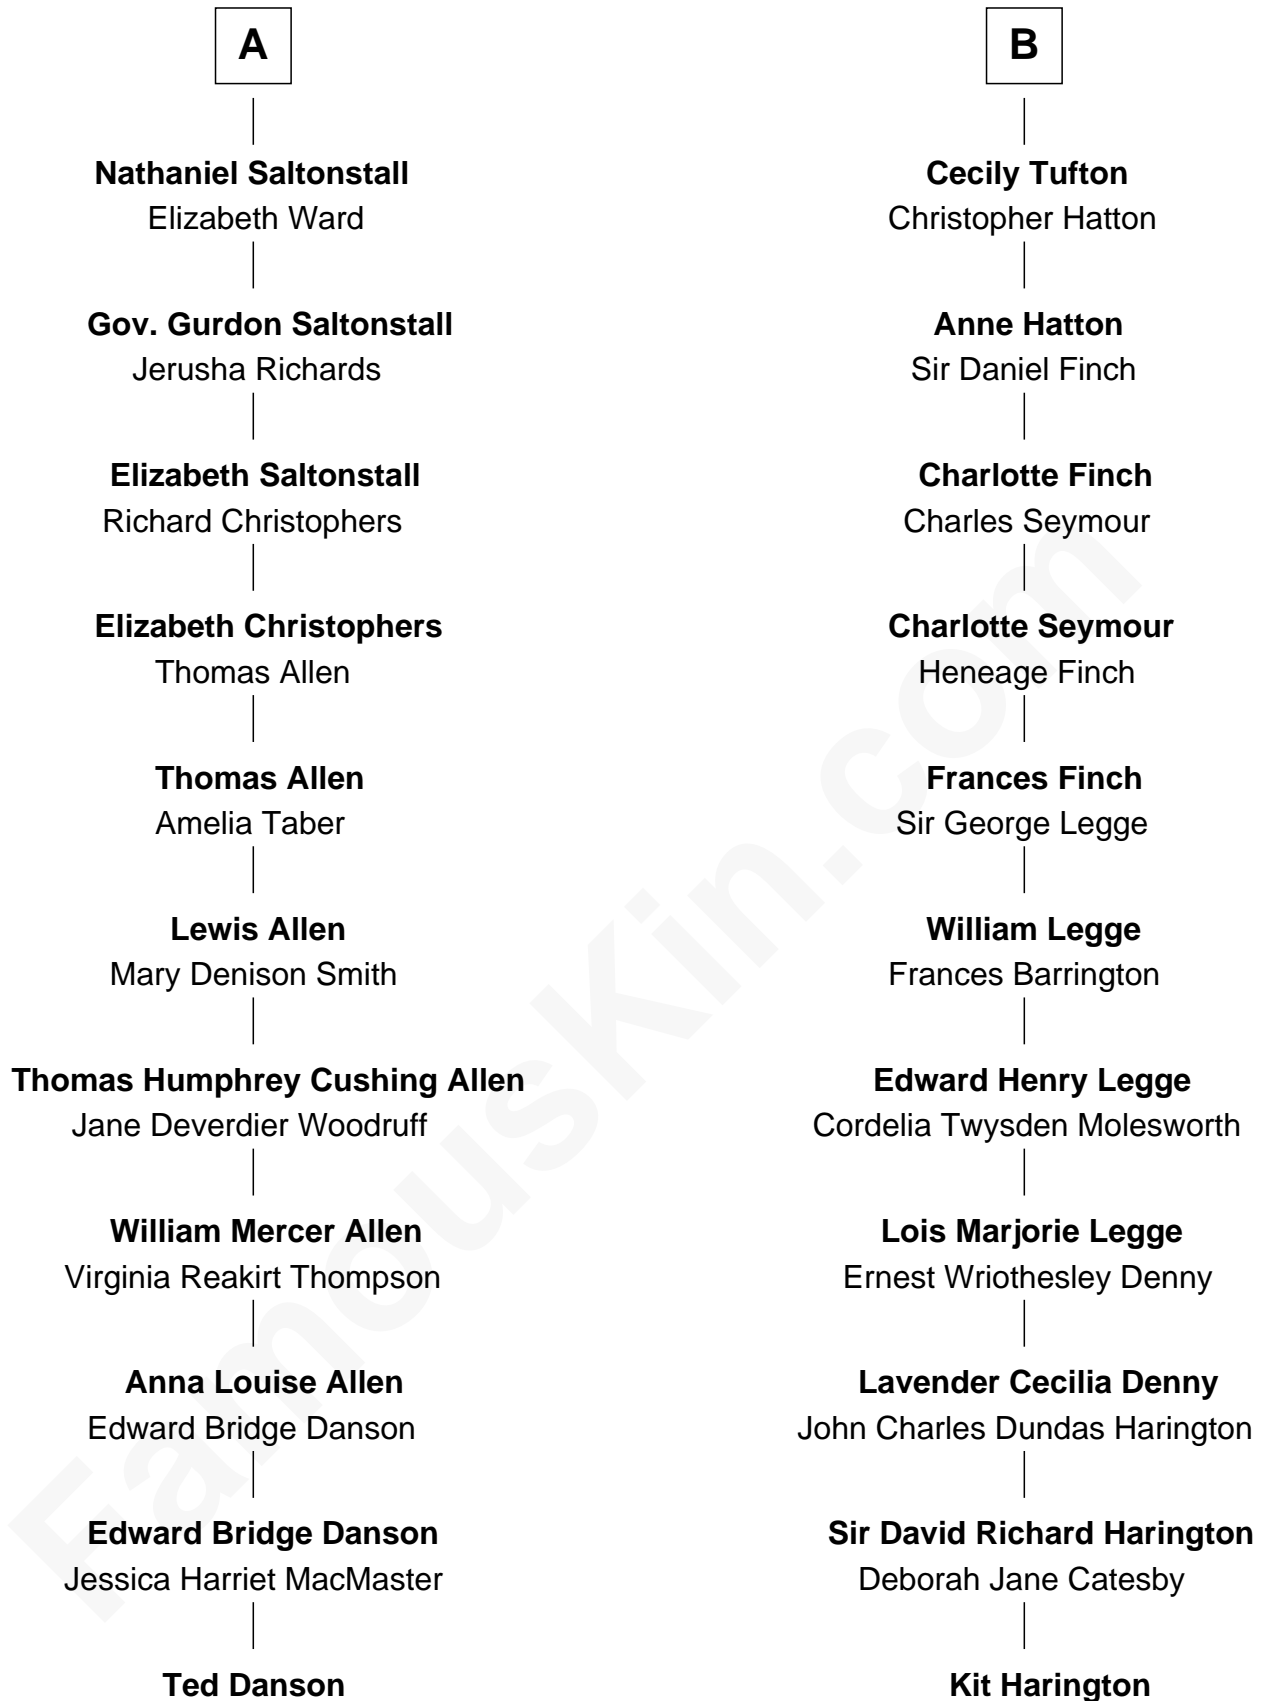 A
Nathaniel Saltonstall
Elizabeth Ward
Gov. Gurdon Saltonstall
Jerusha Richards
Elizabeth Saltonstall
Richard Christophers
Elizabeth Christophers
Thomas Allen
Thomas Allen
Amelia Taber
Lewis Allen
Mary Denison Smith
Thomas Humphrey Cushing Allen
Jane Deverdier Woodruff
William Mercer Allen
Virginia Reakirt Thompson
Anna Louise Allen
Edward Bridge Danson
Edward Bridge Danson
Jessica Harriet MacMaster
Ted Danson
B
Cecily Tufton
Christopher Hatton
Anne Hatton
Sir Daniel Finch
Charlotte Finch
Charles Seymour
Charlotte Seymour
Heneage Finch
Frances Finch
Sir George Legge
William Legge
Frances Barrington
Edward Henry Legge
Cordelia Twysden Molesworth
Lois Marjorie Legge
Ernest Wriothesley Denny
Lavender Cecilia Denny
John Charles Dundas Harington
Sir David Richard Harington
Deborah Jane Catesby
Kit Harington
FamousKin.com